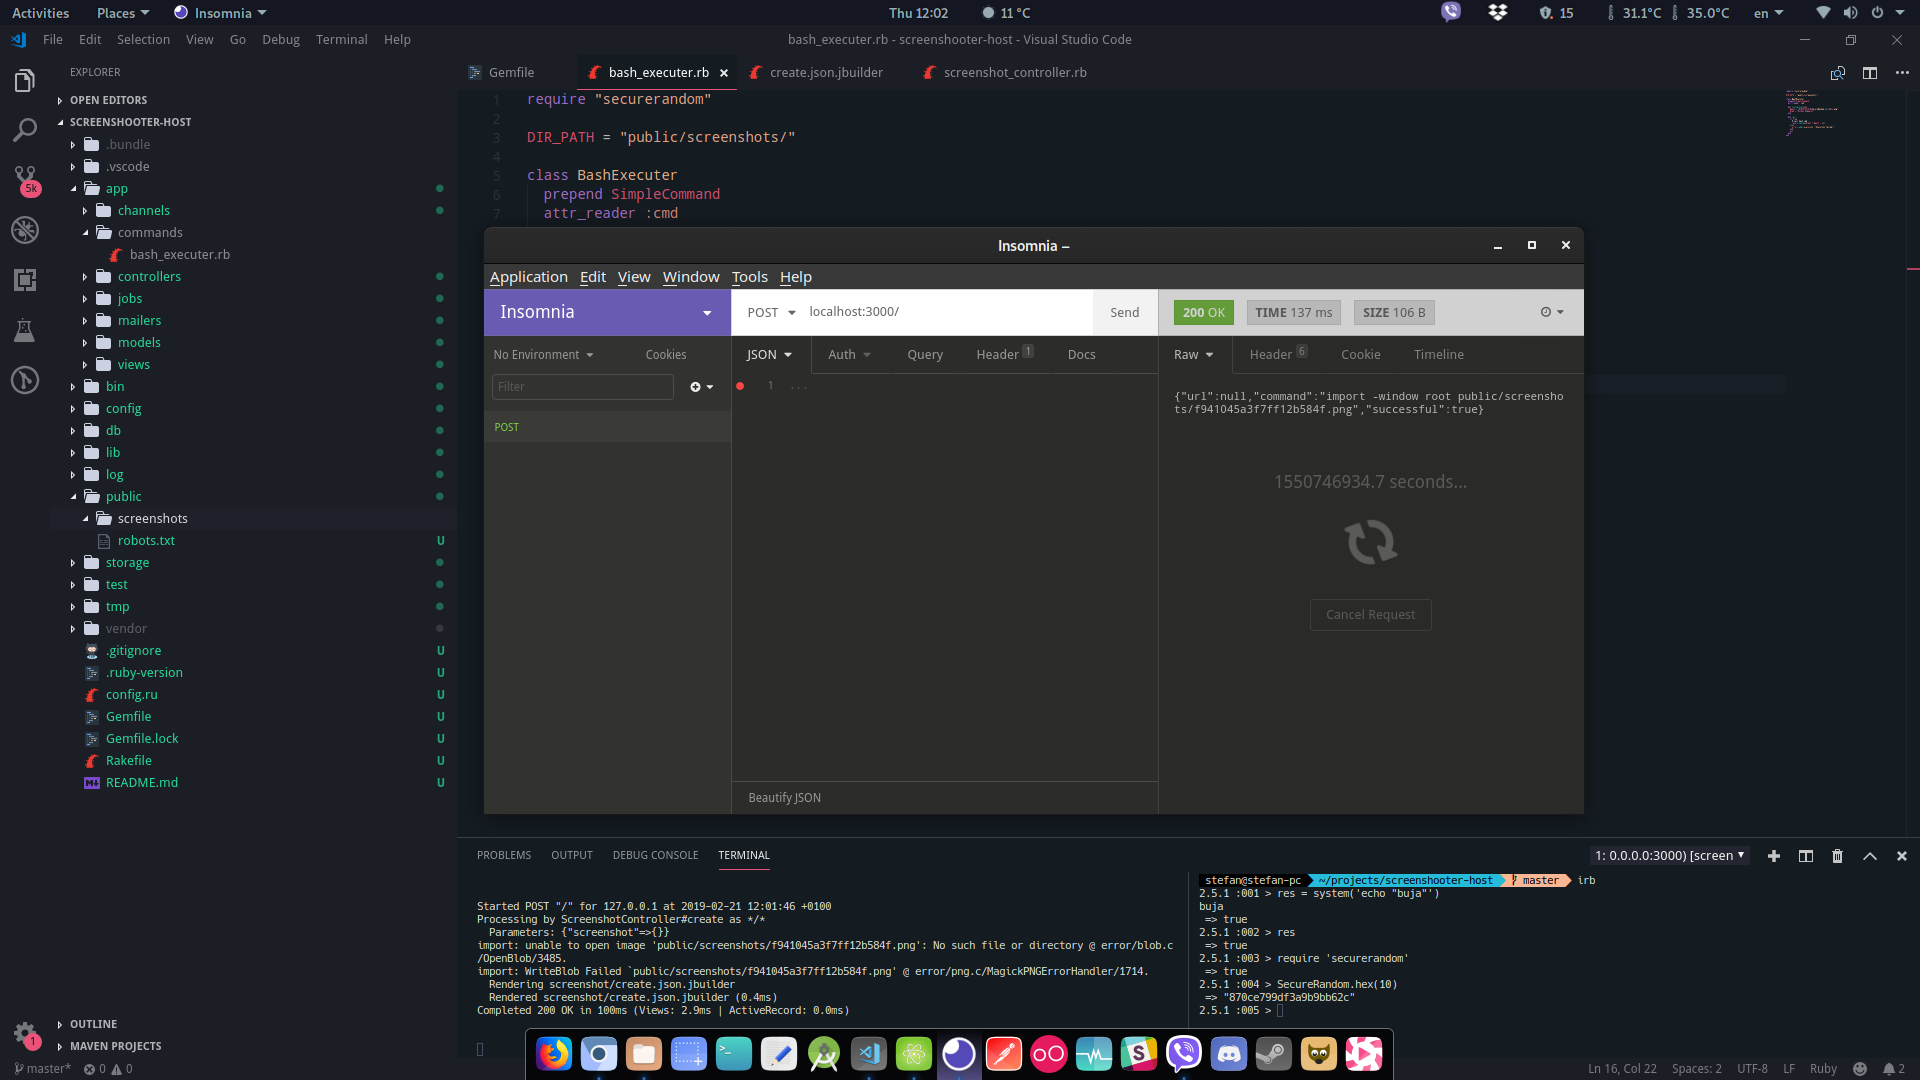 Activities Places Insomnia Thu 12:02 11 °C 15 31.1°C 35.0°C en
File Edit Selection View Go Debug Terminal Help bash_executer.rb - screenshooter-host - Visual Studio Code
EXPLORER
OPEN EDITORS
SCREENSHOOTER-HOST
.bundle
.vscode
app
channels
commands
bash_executer.rb
controllers
jobs
mailers
models
views
bin
config
db
lib
log
public
screenshots
robots.txt U
storage
test
tmp
vendor
.gitignore U
.ruby-version U
config.ru U
Gemfile U
Gemfile.lock U
Rakefile U
README.md U
OUTLINE
MAVEN PROJECTS
5k
1
Gemfile bash_executer.rb create.json.jbuilder screenshot_controller.rb
1 require "securerandom"
2
3 DIR_PATH = "public/screenshots/"
4
5 class BashExecuter
6 prepend SimpleCommand
7 attr_reader :cmd
Insomnia –
Application Edit View Window Tools Help
Insomnia POST localhost:3000/ Send 200 OK TIME 137 ms SIZE 106 B
No Environment Cookies JSON Auth Query Header 1 Docs Raw Header 6 Cookie Timeline
Filter
1 ...
POST
{"url":null,"command":"import -window root public/screensho
ts/f941045a3f7ff12b584f.png","successful":true}
1550746934.7 seconds...
Cancel Request
Beautify JSON
PROBLEMS OUTPUT DEBUG CONSOLE TERMINAL 1: 0.0.0.0:3000) [screen
Started POST "/" for 127.0.0.1 at 2019-02-21 12:01:46 +0100
Processing by ScreenshotController#create as */*
Parameters: {"screenshot"=>{}}
import: unable to open image 'public/screenshots/f941045a3f7ff12b584f.png': No such file or directory @ error/blob.c
/OpenBlob/3485.
import: WriteBlob Failed `public/screenshots/f941045a3f7ff12b584f.png' @ error/png.c/MagickPNGErrorHandler/1714.
Rendering screenshot/create.json.jbuilder
Rendered screenshot/create.json.jbuilder (0.4ms)
Completed 200 OK in 100ms (Views: 2.9ms | ActiveRecord: 0.0ms)
stefan@stefan-pc ~/projects/screenshooter-host master irb
2.5.1 :001 > res = system('echo "buja"')
buja
=> true
2.5.1 :002 > res
=> true
2.5.1 :003 > require 'securerandom'
=> true
2.5.1 :004 > SecureRandom.hex(10)
=> "870ce799df3a9b9bb62c"
2.5.1 :005 >
master* 0 0 Ln 16, Col 22 Spaces: 2 UTF-8 LF Ruby 2